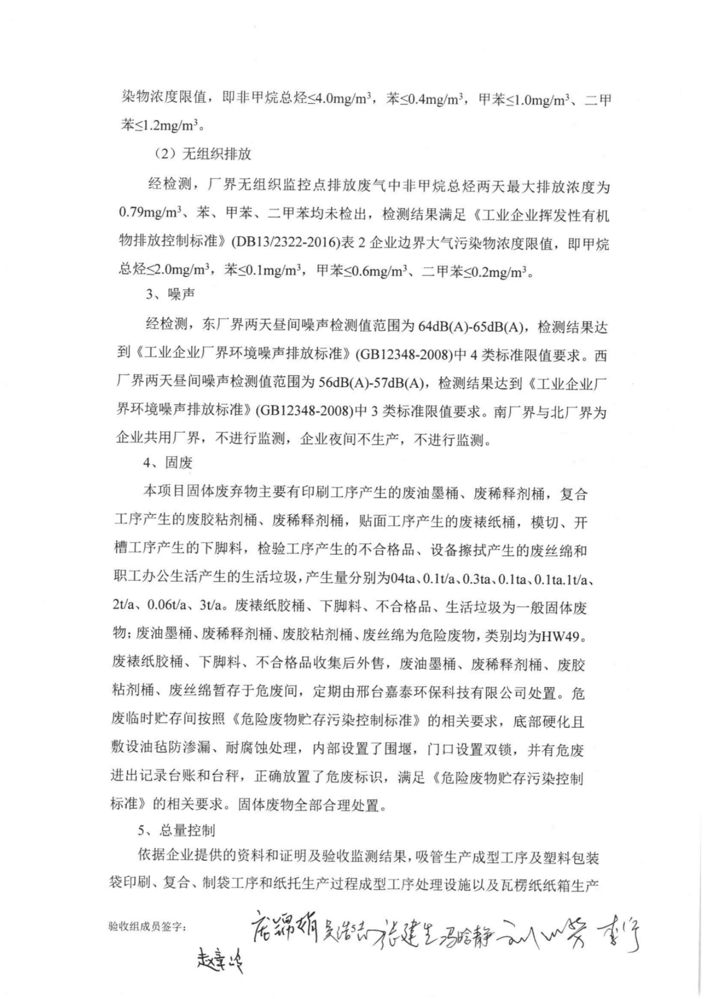 染物浓度限值，即非甲烷总烃≤4.0mg/m³，苯≤0.4mg/m³，甲苯≤1.0mg/m³、二甲
苯≤1.2mg/m³。
（2）无组织排放
经检测，厂界无组织监控点排放废气中非甲烷总烃两天最大排放浓度为
0.79mg/m³、苯、甲苯、二甲苯均未检出，检测结果满足《工业企业挥发性有机
物排放控制标准》(DB13/2322-2016)表 2 企业边界大气污染物浓度限值，即甲烷
总烃≤2.0mg/m³，苯≤0.1mg/m³，甲苯≤0.6mg/m³、二甲苯≤0.2mg/m³。
3、噪声
经检测，东厂界两天昼间噪声检测值范围为 64dB(A)-65dB(A)，检测结果达
到《工业企业厂界环境噪声排放标准》(GB12348-2008)中 4 类标准限值要求。西
厂界两天昼间噪声检测值范围为 56dB(A)-57dB(A)，检测结果达到《工业企业厂
界环境噪声排放标准》(GB12348-2008)中 3 类标准限值要求。南厂界与北厂界为
企业共用厂界，不进行监测，企业夜间不生产，不进行监测。
4、固废
本项目固体废弃物主要有印刷工序产生的废油墨桶、废稀释剂桶，复合
工序产生的废胶粘剂桶、废稀释剂桶，贴面工序产生的废裱纸桶，模切、开
槽工序产生的下脚料，检验工序产生的不合格品、设备擦拭产生的废丝绵和
职工办公生活产生的生活垃圾，产生量分别为04ta、0.1t/a、0.3ta、0.1ta、0.1ta.1t/a、
2t/a、0.06t/a、3t/a。废裱纸胶桶、下脚料、不合格品、生活垃圾为一般固体废
物；废油墨桶、废稀释剂桶、废胶粘剂桶、废丝绵为危险废物，类别均为HW49。
废裱纸胶桶、下脚料、不合格品收集后外售，废油墨桶、废稀释剂桶、废胶
粘剂桶、废丝绵暂存于危废间，定期由邢台嘉泰环保科技有限公司处置。危
废临时贮存间按照《危险废物贮存污染控制标准》的相关要求，底部硬化且
敷设油毡防渗漏、耐腐蚀处理，内部设置了围堰，门口设置双锁，并有危废
进出记录台账和台秤，正确放置了危废标识，满足《危险废物贮存污染控制
标准》的相关要求。固体废物全部合理处置。
5、总量控制
依据企业提供的资料和证明及验收监测结果，吸管生产成型工序及塑料包装
袋印刷、复合、制袋工序和纸托生产过程成型工序处理设施以及瓦楞纸纸箱生产
验收组成员签字： 张建生 冯晗静